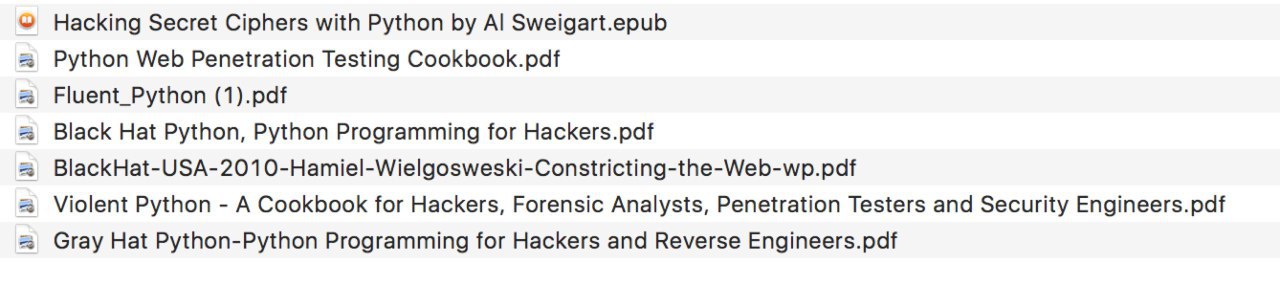 Hacking Secret Ciphers with Python by Al Sweigart.epub
Python Web Penetration Testing Cookbook.pdf
Fluent_Python (1).pdf
Black Hat Python, Python Programming for Hackers.pdf
BlackHat-USA-2010-Hamiel-Wielgosweski-Constricting-the-Web-wp.pdf
Violent Python - A Cookbook for Hackers, Forensic Analysts, Penetration Testers and Security Engineers.pdf
Gray Hat Python-Python Programming for Hackers and Reverse Engineers.pdf